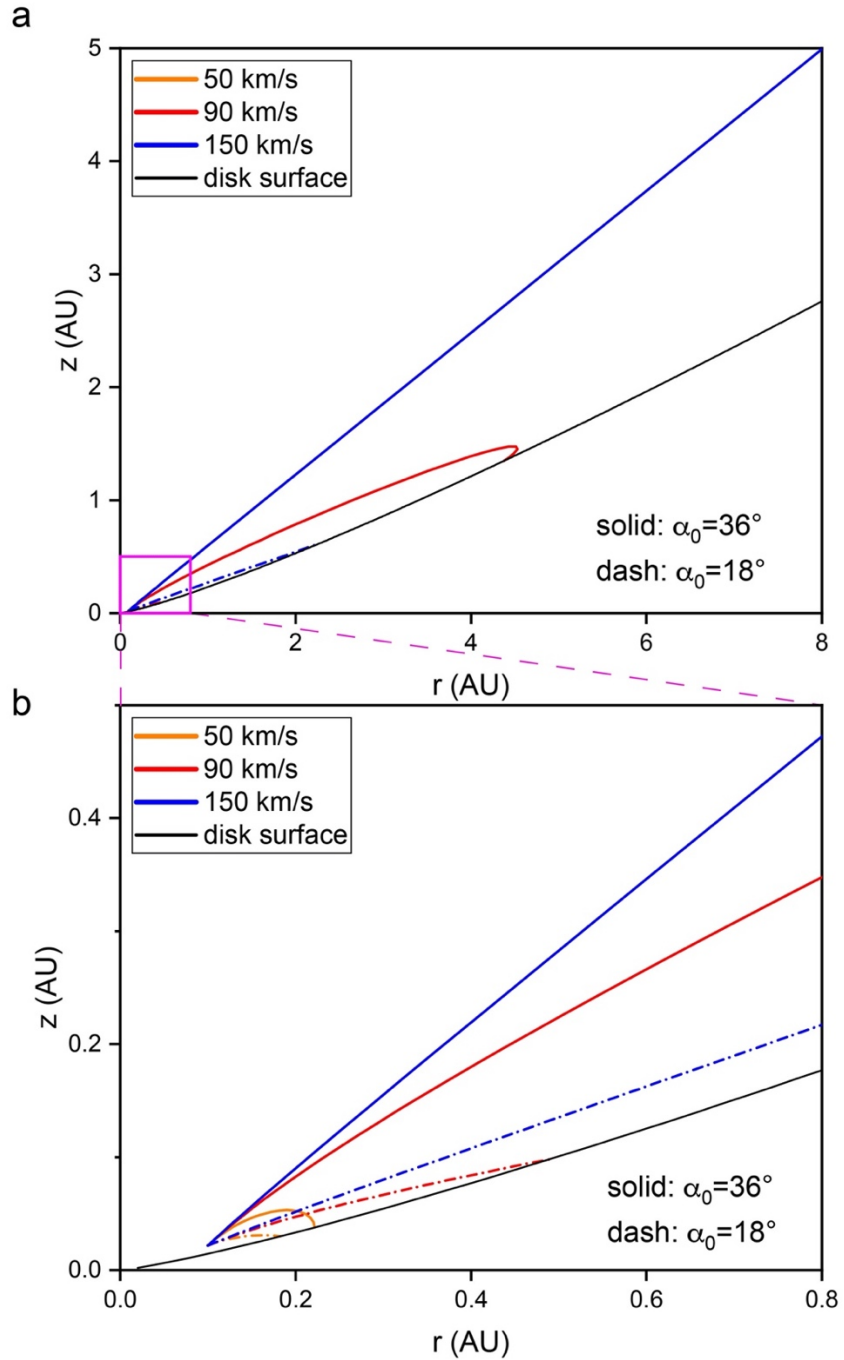 a
5
4
3
2
1
0
z (AU)
50 km/s
90 km/s
150 km/s
disk surface
solid: α₀=36°
dash: α₀=18°
0 2 4 6 8
r (AU)
b
0.4
0.2
0.0
z (AU)
50 km/s
90 km/s
150 km/s
disk surface
solid: α₀=36°
dash: α₀=18°
0.0 0.2 0.4 0.6 0.8
r (AU)